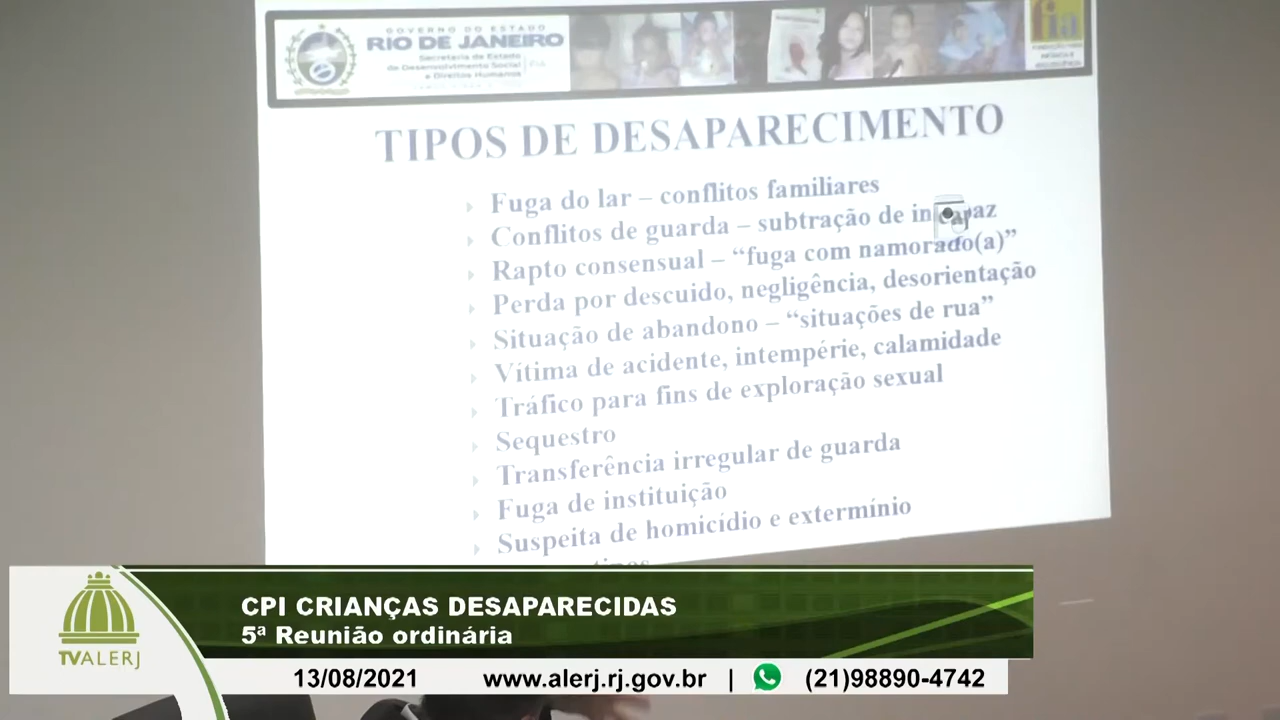 GOVERNO DO ESTADO
RIO DE JANEIRO
Secretaria de Estado
de Desenvolvimento Social
e Direitos Humanos
FIA
fia
TIPOS DE DESAPARECIMENTO
Fuga do lar – conflitos familiares
Conflitos de guarda – subtração de incapaz
Rapto consensual – “fuga com namorado(a)”
Perda por descuido, negligência, desorientação
Situação de abandono – “situações de rua”
Vítima de acidente, intempérie, calamidade
Tráfico para fins de exploração sexual
Sequestro
Transferência irregular de guarda
Fuga de instituição
Suspeita de homicídio e extermínio
CPI CRIANÇAS DESAPARECIDAS
5ª Reunião ordinária
TVALERJ
13/08/2021 www.alerj.rj.gov.br | (21)98890-4742